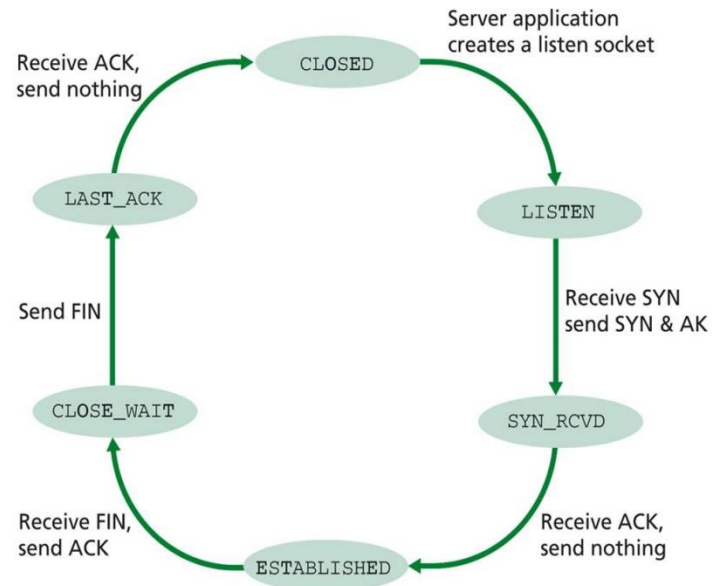 Server application
creates a listen socket
CLOSED
Receive ACK,
send nothing
LAST_ACK
LISTEN
Send FIN
Receive SYN
send SYN & AK
CLOSE_WAIT
SYN_RCVD
Receive FIN,
send ACK
Receive ACK,
send nothing
ESTABLISHED